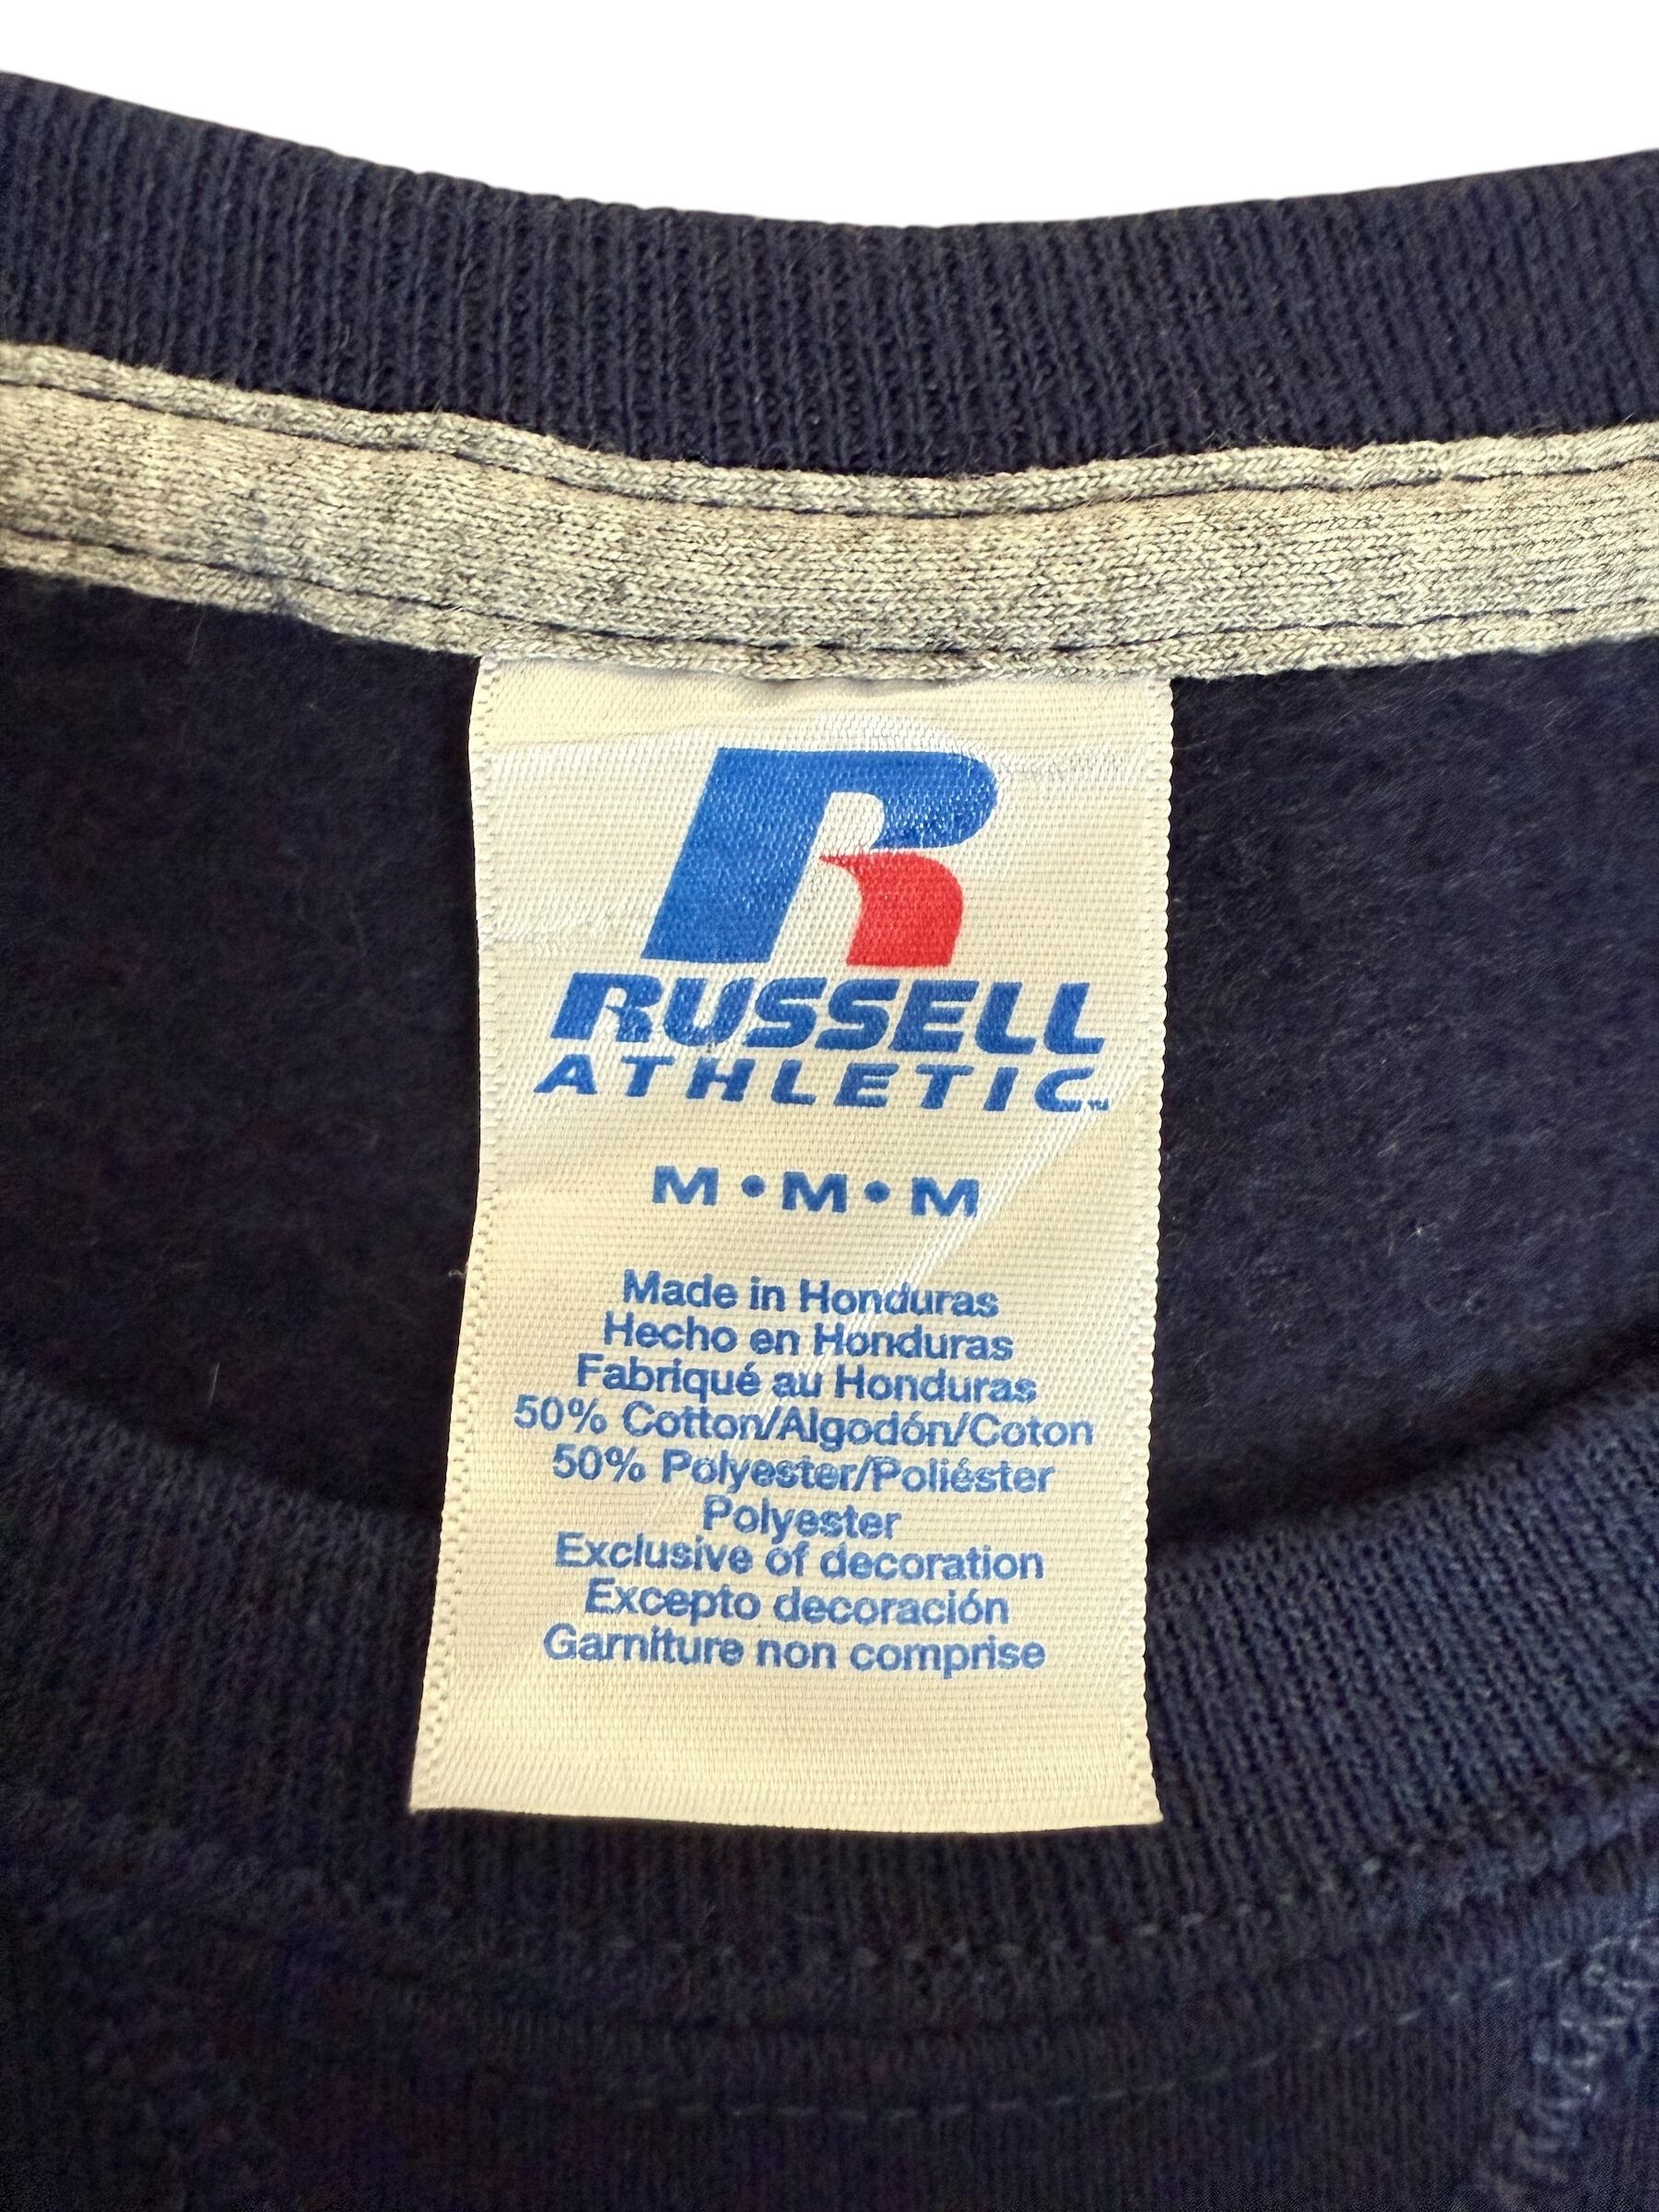 R
RUSSELL
ATHLETIC™
M • M • M
Made in Honduras
Hecho en Honduras
Fabriqué au Honduras
50% Cotton/Algodón/Coton
50% Polyester/Poliéster
Polyester
Exclusive of decoration
Excepto decoración
Garniture non comprise